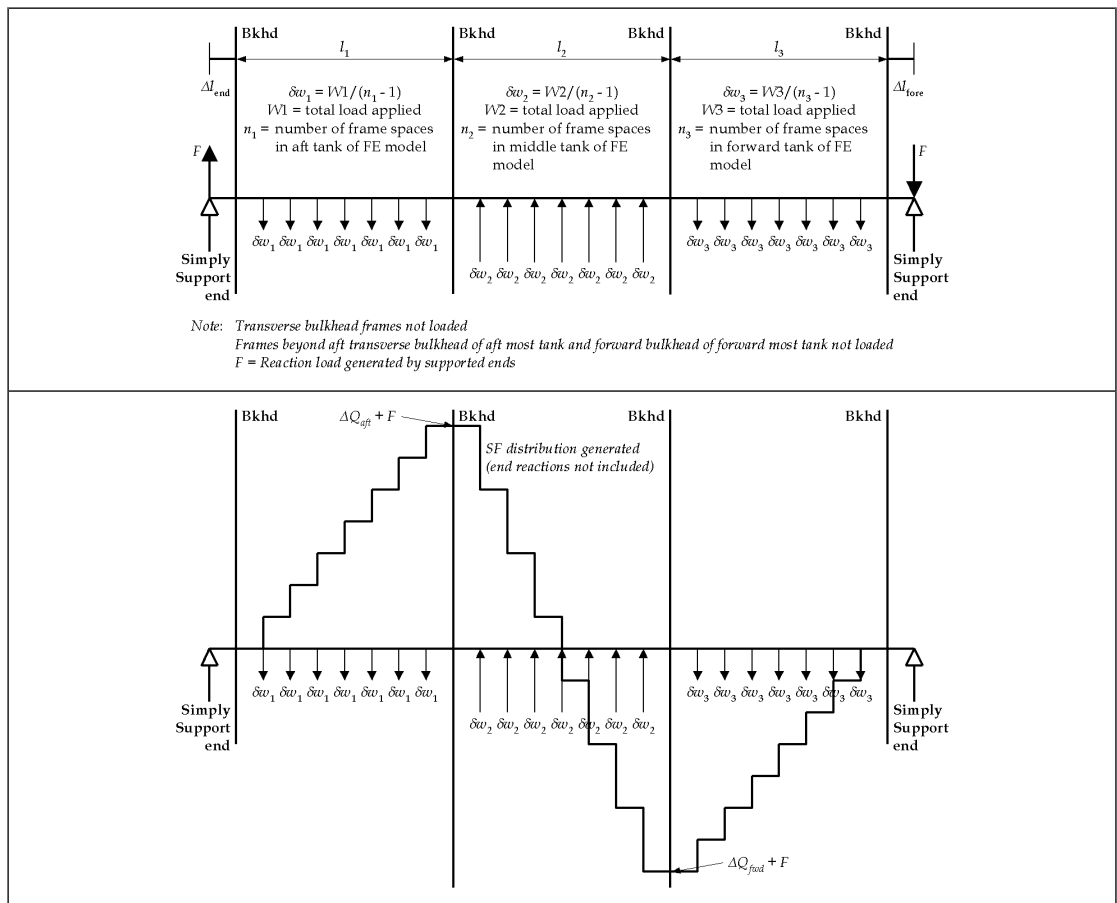 Bkhd
Bkhd
Bkhd
l₁
l₂
l₃
Δl_end
Δl_fore
δw₁ = W1/(n₁ - 1)
W1 = total load applied
n₁ = number of frame spaces
in aft tank of FE model
δw₂ = W2/(n₂ - 1)
W2 = total load applied
n₂ = number of frame spaces
in middle tank of FE
model
δw₃ = W3/(n₃ - 1)
W3 = total load applied
n₃ = number of frame spaces
in forward tank of FE
model
F
F
δw₁ δw₁ δw₁ δw₁ δw₁ δw₁ δw₁
δw₂ δw₂ δw₂ δw₂ δw₂ δw₂ δw₂
δw₃ δw₃ δw₃ δw₃ δw₃ δw₃ δw₃
Simply
Support
end
Simply
Support
end
Note: Transverse bulkhead frames not loaded
Frames beyond aft transverse bulkhead of aft most tank and forward bulkhead of forward most tank not loaded
F = Reaction load generated by supported ends
Bkhd
ΔQ_aft + F
Bkhd
Bkhd
Bkhd
SF distribution generated
(end reactions not included)
δw₁ δw₁ δw₁ δw₁ δw₁ δw₁ δw₁
δw₂ δw₂ δw₂ δw₂ δw₂ δw₂ δw₂
δw₃ δw₃ δw₃ δw₃ δw₃ δw₃ δw₃
Simply
Support
end
Simply
Support
end
ΔQ_fwd + F